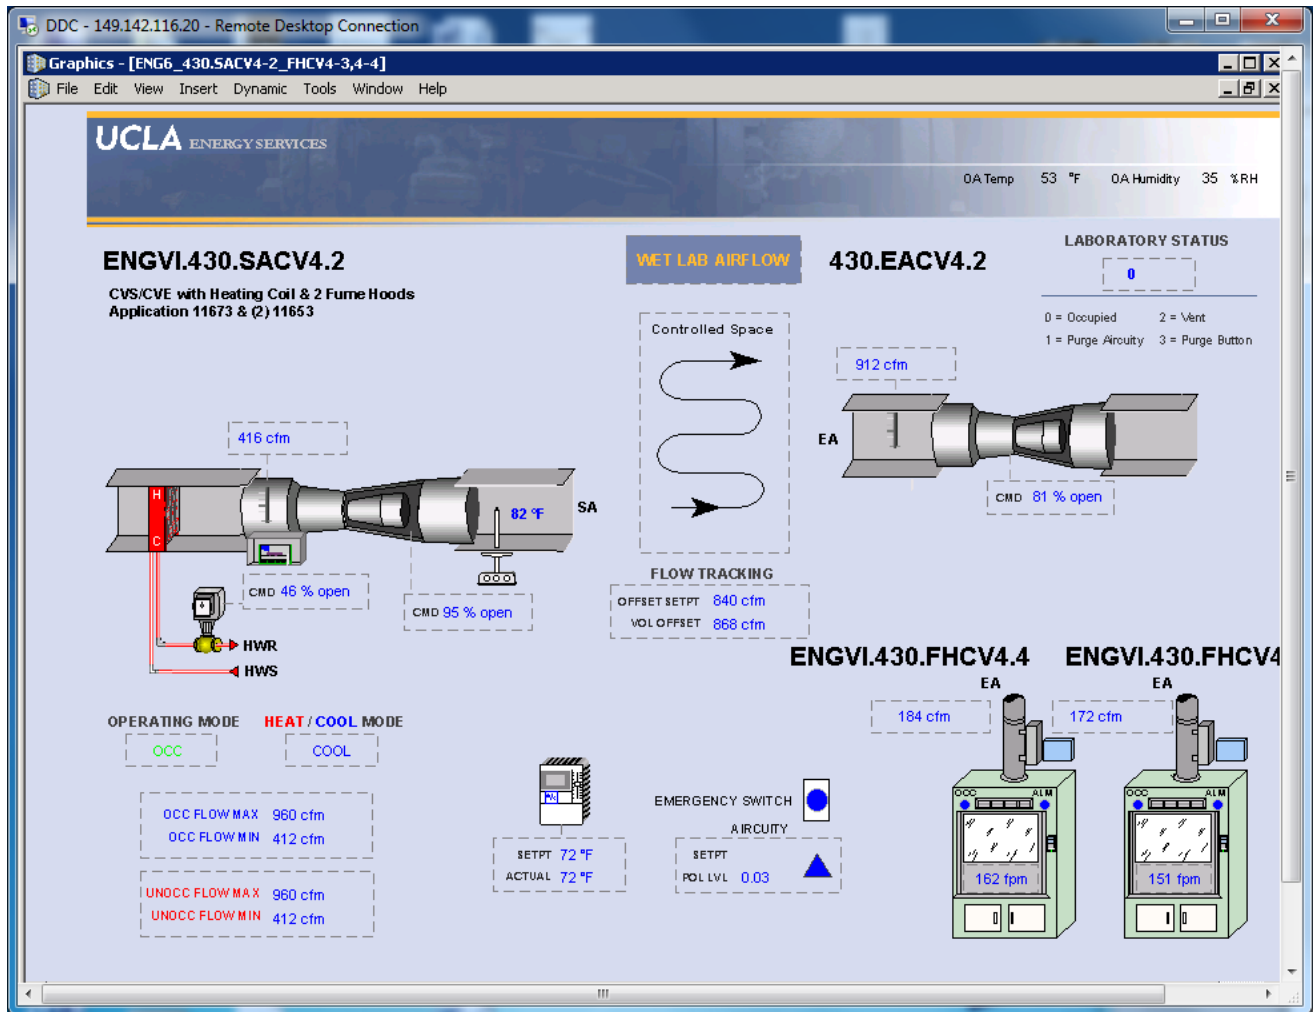 DDC - 149.142.116.20 - Remote Desktop Connection
Graphics - [ENG6_430.SACV4-2_FHCV4-3,4-4]
File Edit View Insert Dynamic Tools Window Help
UCLA ENERGY SERVICES
OA Temp 53 °F OA Humidity 35 %RH
ENGVI.430.SACV4.2
CVS/CVE with Heating Coil & 2 Fume Hoods
Application 11673 & (2) 11653
WET LAB AIRFLOW
430.EACV4.2
LABORATORY STATUS
0
0 = Occupied 2 = Vent
1 = Purge Aircuity 3 = Purge Button
Controlled Space
912 cfm
EA
CMD 81 % open
416 cfm
H
C
82 °F
SA
CMD 46 % open
CMD 95 % open
HWR
HWS
FLOW TRACKING
OFFSET SETPT 840 cfm
VOL OFFSET 868 cfm
ENGVI.430.FHCV4.4 ENGVI.430.FHCV4
EA EA
184 cfm 172 cfm
OPERATING MODE HEAT / COOL MODE
OCC COOL
OCC FLOW MAX 960 cfm
OCC FLOW MIN 412 cfm
UNOCC FLOW MAX 960 cfm
UNOCC FLOW MIN 412 cfm
SETPT 72 °F
ACTUAL 72 °F
EMERGENCY SWITCH
AIRCUITY
SETPT
POL LVL 0.03
OCC ALM OCC ALM
162 fpm 151 fpm